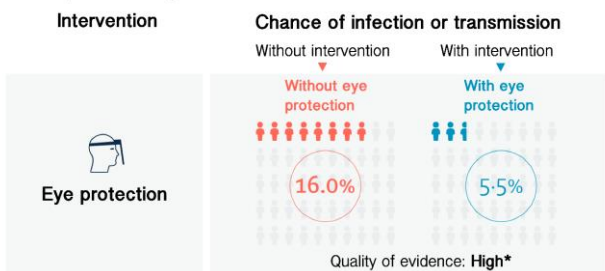 Intervention
Chance of infection or transmission
Without intervention
With intervention
Without eye
protection
With eye
protection
Eye protection
16.0%
5·5%
Quality of evidence: High*